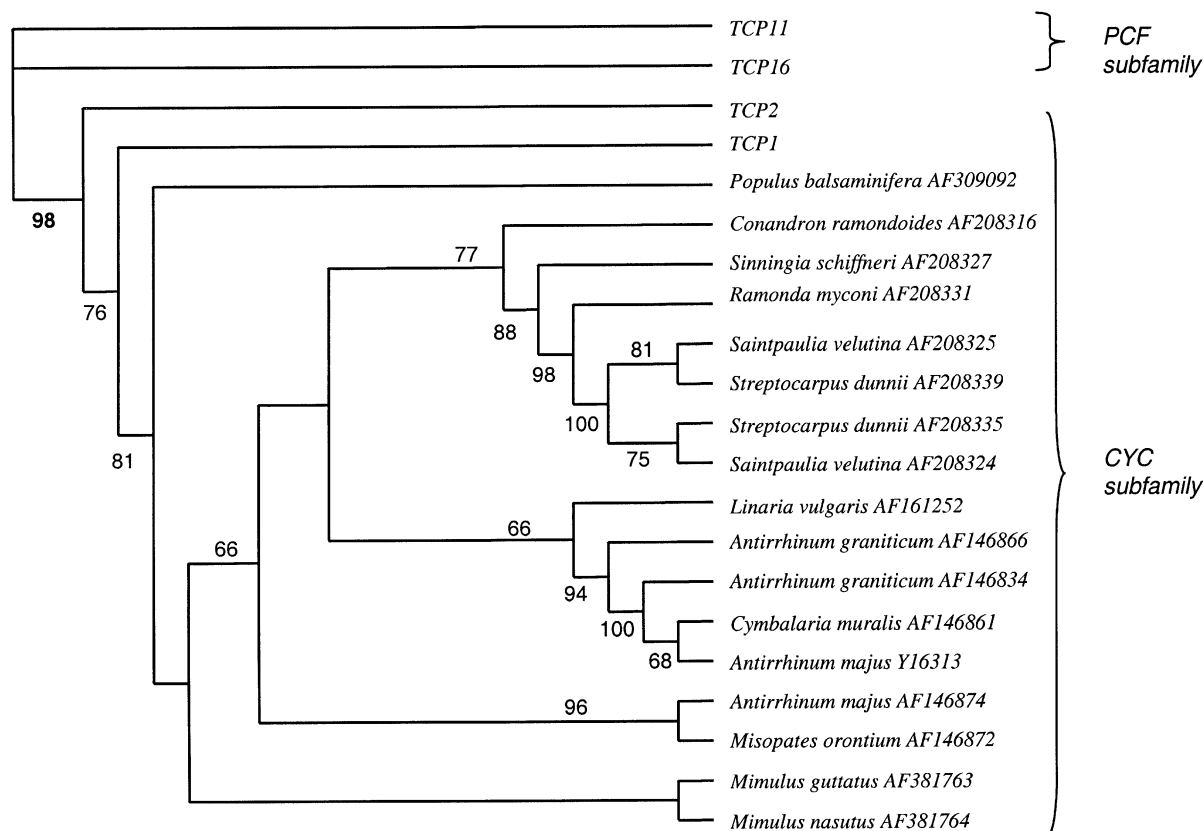 TCP11
PCF
subfamily
TCP16
TCP2
TCP1
Populus balsaminifera AF309092
98
Conandron ramondoides AF208316
77
Sinningia schiffneri AF208327
Ramonda myconi AF208331
76
88
Saintpaulia velutina AF208325
81
98
Streptocarpus dunnii AF208339
100
Streptocarpus dunnii AF208335
75
Saintpaulia velutina AF208324
81
CYC
subfamily
Linaria vulgaris AF161252
66
Antirrhinum graniticum AF146866
66
94
Antirrhinum graniticum AF146834
100
Cymbalaria muralis AF146861
68
Antirrhinum majus Y16313
96
Antirrhinum majus AF146874
Misopates orontium AF146872
Mimulus guttatus AF381763
Mimulus nasutus AF381764